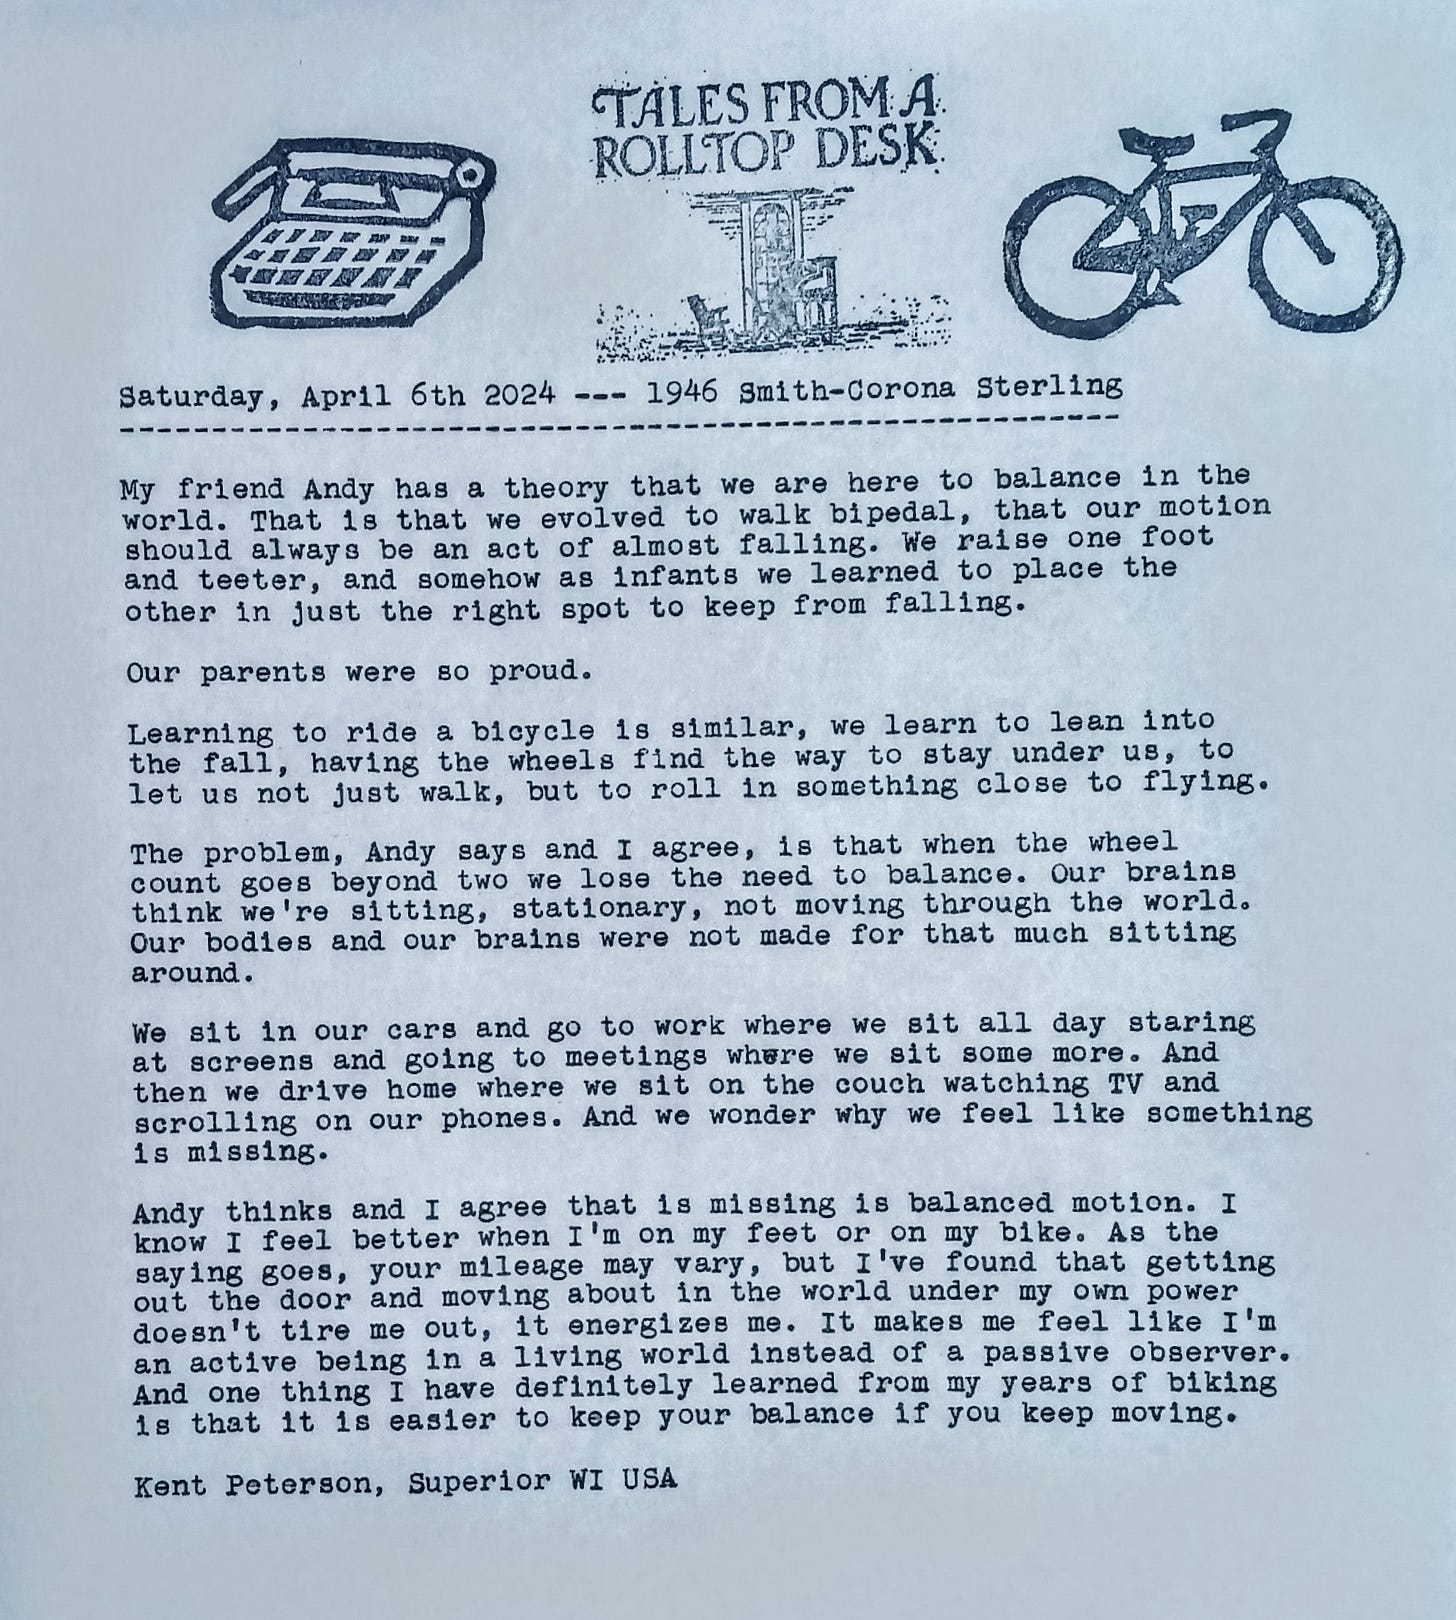 TALES FROM A
ROLLTOP DESK
Saturday, April 6th 2024 --- 1946 Smith-Corona Sterling
-------------------------------------------------------
My friend Andy has a theory that we are here to balance in the
world. That is that we evolved to walk bipedal, that our motion
should always be an act of almost falling. We raise one foot
and teeter, and somehow as infants we learned to place the
other in just the right spot to keep from falling.
Our parents were so proud.
Learning to ride a bicycle is similar, we learn to lean into
the fall, having the wheels find the way to stay under us, to
let us not just walk, but to roll in something close to flying.
The problem, Andy says and I agree, is that when the wheel
count goes beyond two we lose the need to balance. Our brains
think we're sitting, stationary, not moving through the world.
Our bodies and our brains were not made for that much sitting
around.
We sit in our cars and go to work where we sit all day staring
at screens and going to meetings where we sit some more. And
then we drive home where we sit on the couch watching TV and
scrolling on our phones. And we wonder why we feel like something
is missing.
Andy thinks and I agree that is missing is balanced motion. I
know I feel better when I'm on my feet or on my bike. As the
saying goes, your mileage may vary, but I've found that getting
out the door and moving about in the world under my own power
doesn't tire me out, it energizes me. It makes me feel like I'm
an active being in a living world instead of a passive observer.
And one thing I have definitely learned from my years of biking
is that it is easier to keep your balance if you keep moving.
Kent Peterson, Superior WI USA